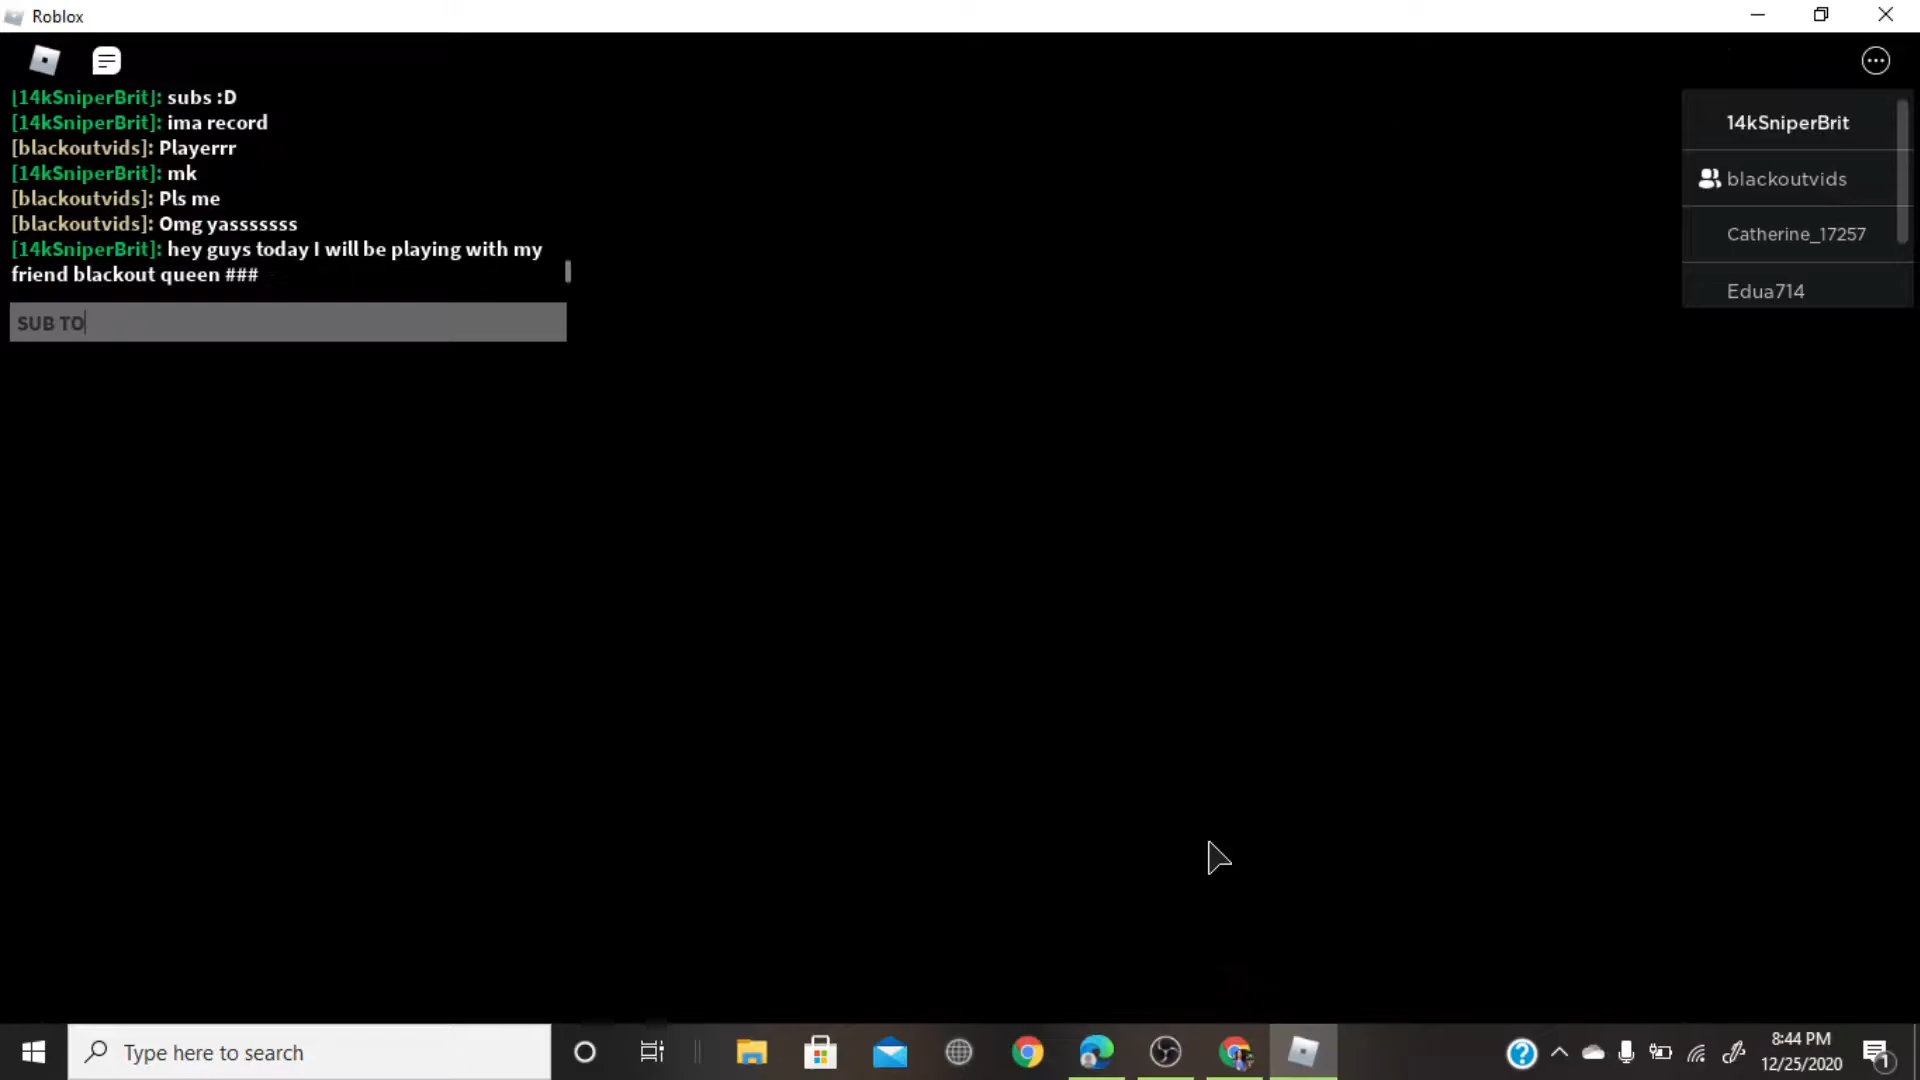 Roblox
[14kSniperBrit]: subs :D
[14kSniperBrit]: ima record
[blackoutvids]: Playerrr
[14kSniperBrit]: mk
[blackoutvids]: Pls me
[blackoutvids]: Omg yasssssss
[14kSniperBrit]: hey guys today I will be playing with my
friend blackout queen ###
SUB TO
14kSniperBrit
blackoutvids
Catherine_17257
Edua714
Type here to search
8:44 PM
12/25/2020
1